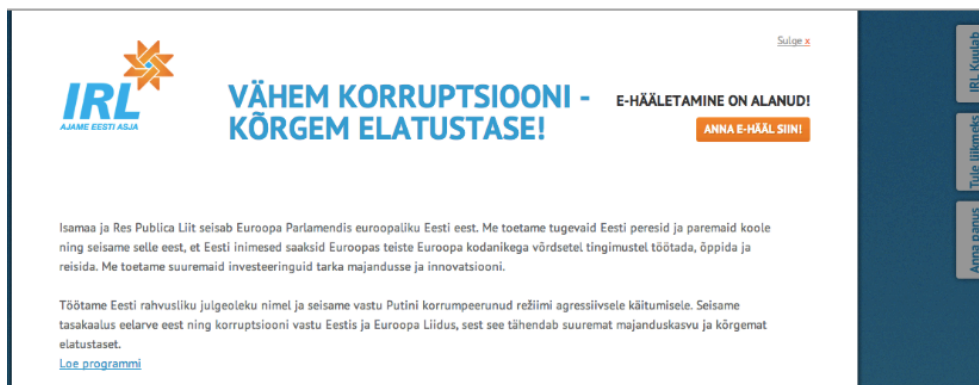 Sulge x
IRL
AJAME EESTI ASJA
VÄHEM KORRUPTSIOONI -
KÕRGEM ELATUSTASE!
E-HÄÄLETAMINE ON ALANUD!
ANNA E-HÄÄL SIIN!
Isamaa ja Res Publica Liit seisab Euroopa Parlamendis euroopaliku Eesti eest. Me toetame tugevaid Eesti peresid ja paremaid koole
ning seisame selle eest, et Eesti inimesed saaksid Euroopas teiste Euroopa kodanikega võrdsetel tingimustel töötada, õppida ja
reisida. Me toetame suuremaid investeeringuid tarka majandusse ja innovatsiooni.
Töötame Eesti rahvusliku julgeoleku nimel ja seisame vastu Putini korrumpeerunud režiimi agressiivsele käitumisele. Seisame
tasakaalus eelarve eest ning korruptsiooni vastu Eestis ja Euroopa Liidus, sest see tähendab suuremat majanduskasvu ja kõrgemat
elatustaset.
Loe programmi
IRL Kuulab
Tule liikmeks
Anna panus